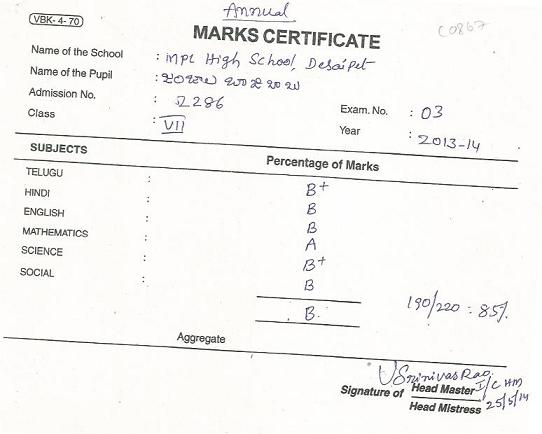 Annual
VBK- 4- 70
MARKS CERTIFICATE
C0867
Name of the School : MPL High School, Desaipet
Name of the Pupil :
Admission No. : 2286
Exam. No. : 03
Class : VII
Year : 2013-14
SUBJECTS Percentage of Marks
TELUGU : B+
HINDI : B
ENGLISH : B
MATHEMATICS : A
SCIENCE : B+
SOCIAL : B
B. 190/220 = 85%
Aggregate
USrinivas Rao
Signature of Head Master I/C HM
Head Mistress 25/5/14